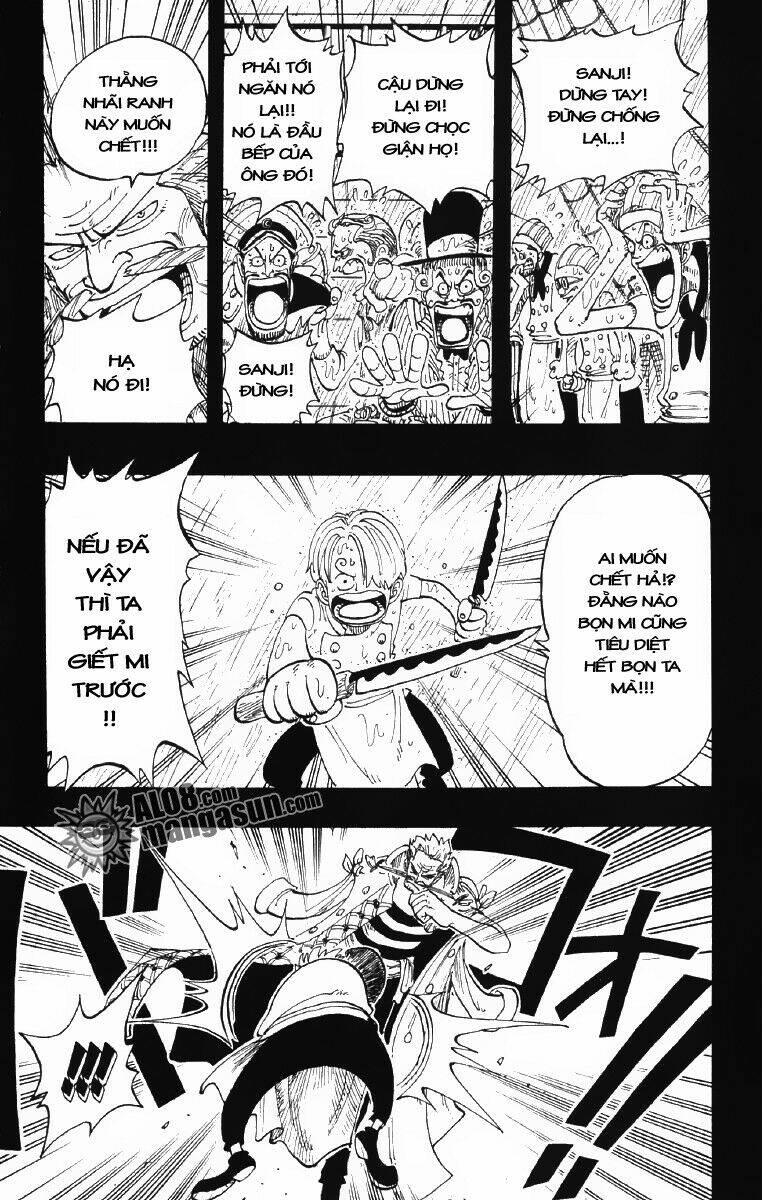 SANJI!
DỪNG TAY!
ĐỪNG CHỐNG
LẠI...!
CẬU DỪNG
LẠI ĐI!
ĐỪNG CHỌC
GIẬN HỌ!
PHẢI TỚI
NGĂN NÓ
LẠI!!
NÓ LÀ ĐẦU
BẾP CỦA
ÔNG ĐÓ!
SANJI!
ĐỪNG!
THẰNG
NHÃI RANH
NÀY MUỐN
CHẾT!!!
HẠ
NÓ ĐI!
AI MUỐN
CHẾT HẢ!?
ĐẰNG NÀO
BỌN MI CŨNG
TIÊU DIỆT
HẾT BỌN TA
MÀ!!!
NẾU ĐÃ
VẬY
THÌ TA
PHẢI
GIẾT MI
TRƯỚC
!!
AL08.com
mangasun.com
!!!